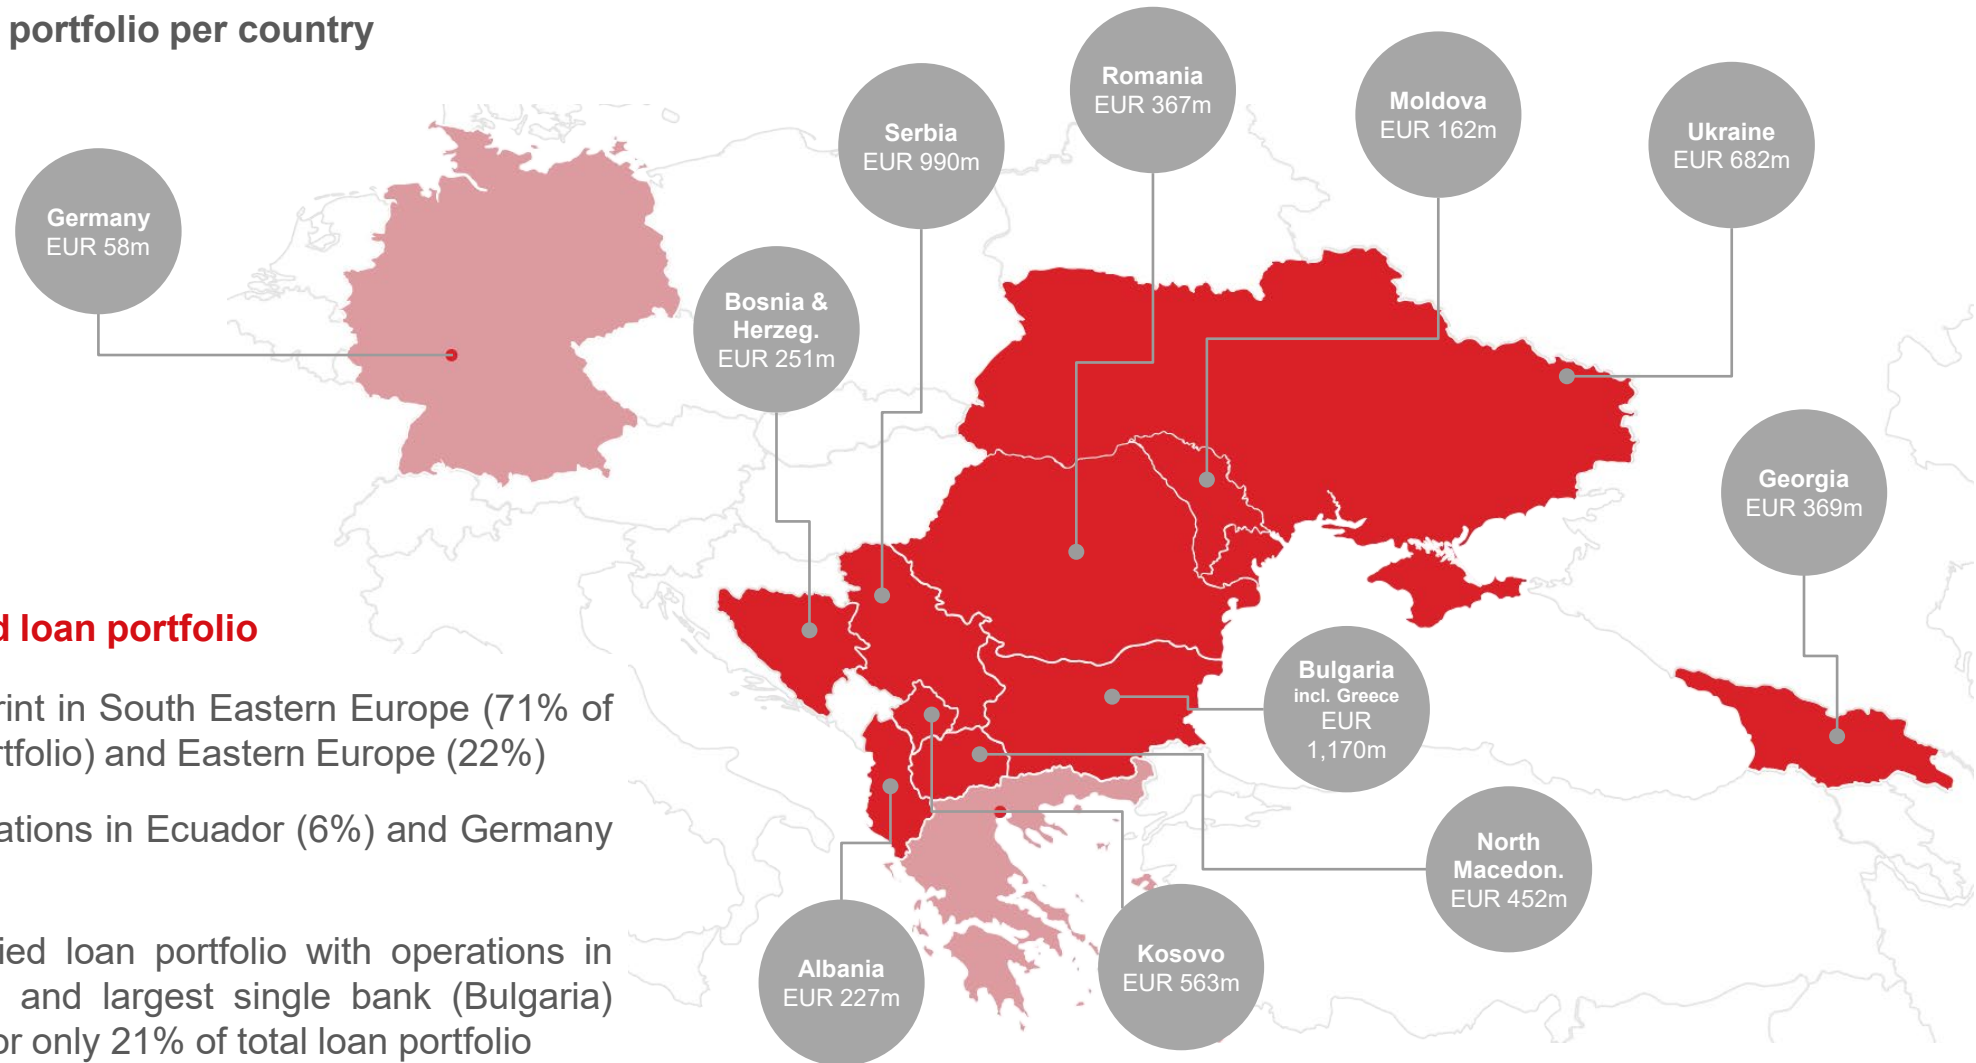 portfolio per country
Romania
EUR 367m
Moldova
EUR 162m
Serbia
EUR 990m
Ukraine
EUR 682m
Germany
EUR 58m
Bosnia &
Herzeg.
EUR 251m
Georgia
EUR 369m
Bulgaria
incl. Greece
EUR
1,170m
North
Macedon.
EUR 452m
Kosovo
EUR 563m
Albania
EUR 227m
d loan portfolio
rint in South Eastern Europe (71% of
rtfolio) and Eastern Europe (22%)
ations in Ecuador (6%) and Germany
ied loan portfolio with operations in
and largest single bank (Bulgaria)
or only 21% of total loan portfolio